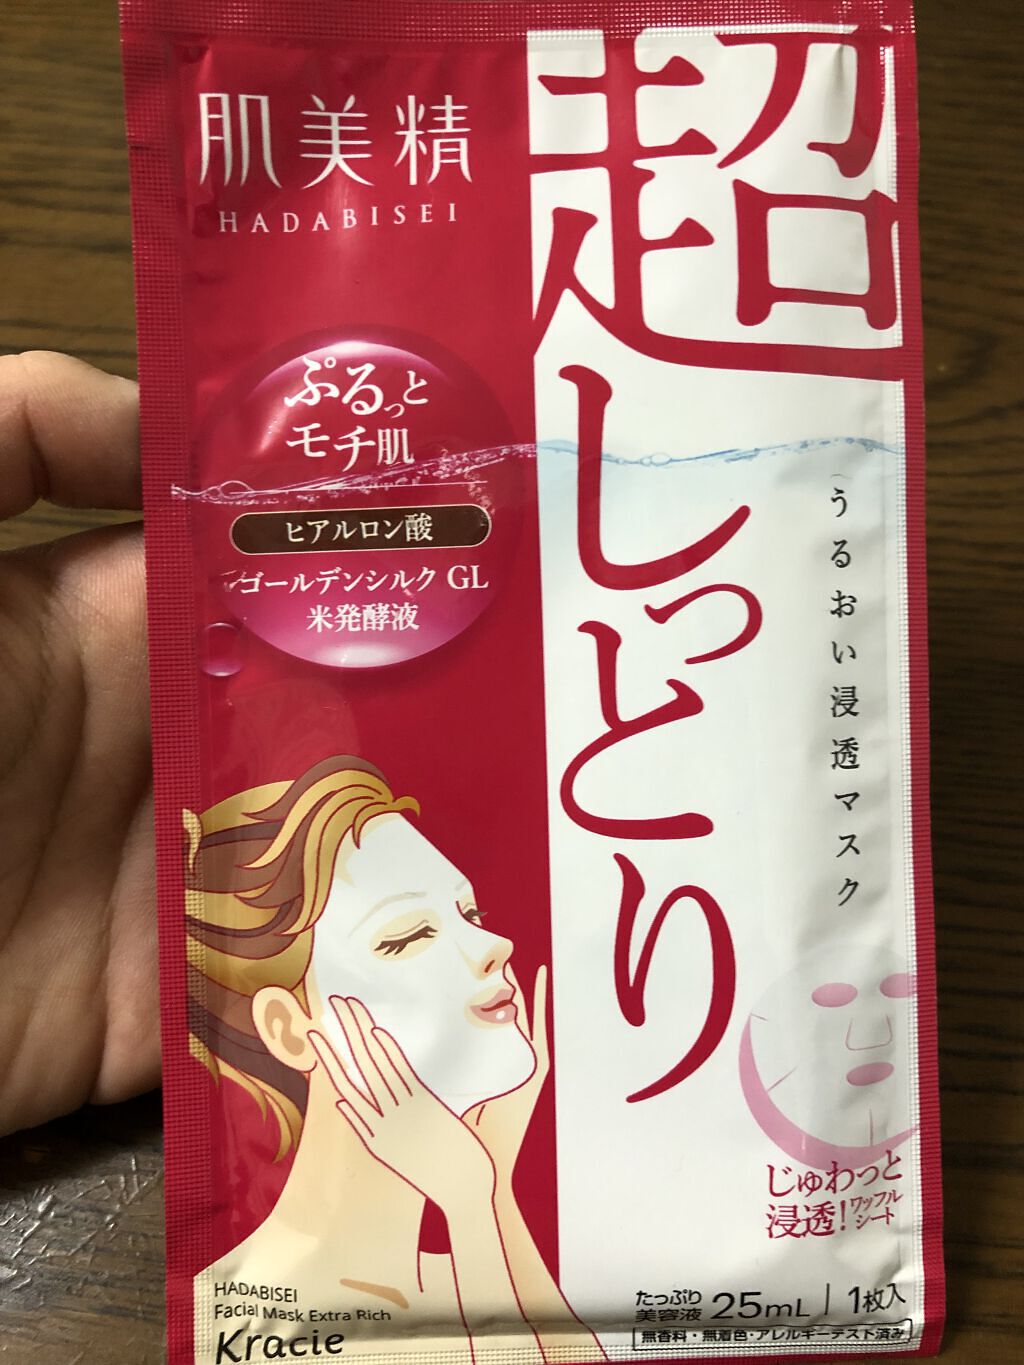 肌美精
HADABISEI
超しっとり
うるおい浸透マスク
ぷるっと
モチ肌
ヒアルロン酸
ゴールデンシルク GL
米発酵液
じゅわっと
浸透!ワッフルシート
HADABISEI
Facial Mask Extra Rich
Kracie
たっぷり美容液 25mL | 1枚入
無香料・無着色・アレルギーテスト済み